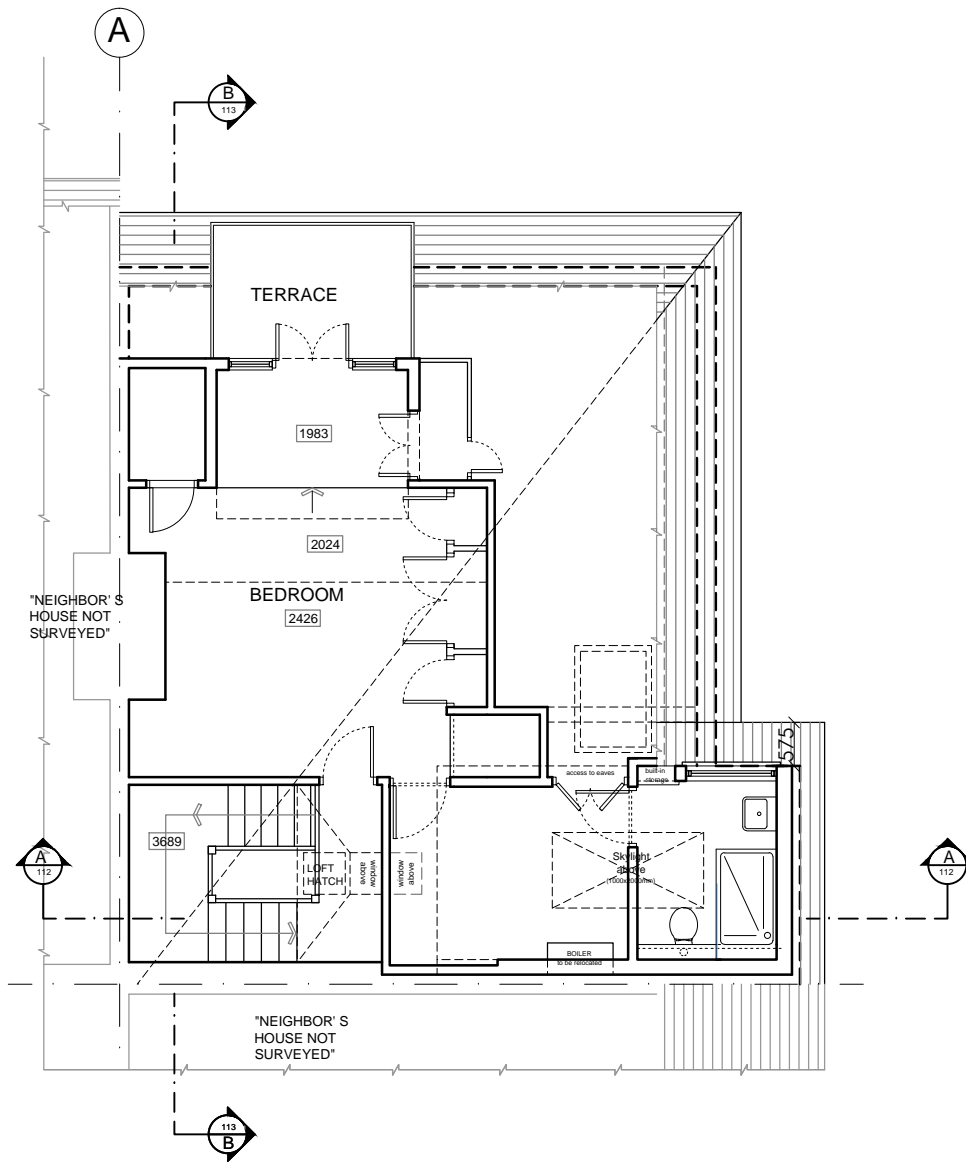 A
B
113
TERRACE
1983
2024
BEDROOM
2426
"NEIGHBOR' S
HOUSE NOT
SURVEYED"
575
access to eaves
built-in
storage
3689
A
112
LOFT
HATCH
window
above
window
above
Skylight
above
A
112
BOILER
to be relocated
"NEIGHBOR' S
HOUSE NOT
SURVEYED"
113
B